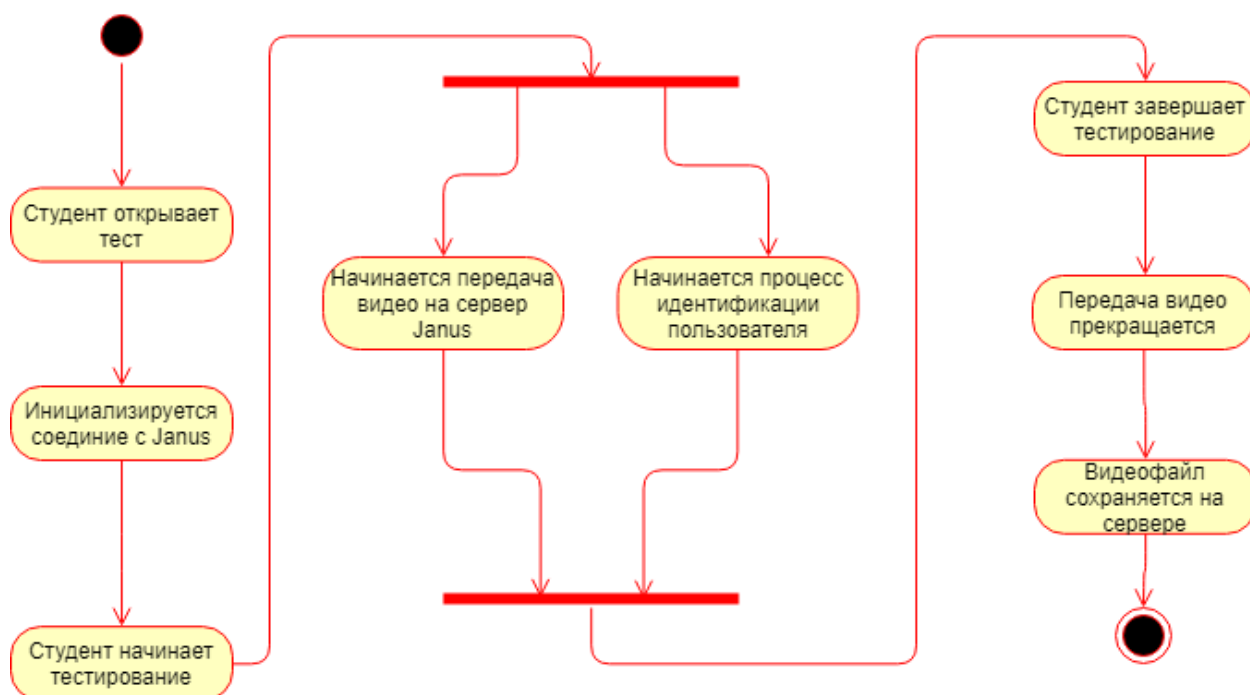 Студент открывает
тест
Инициализируется
соединие с Janus
Студент начинает
тестирование
Начинается передача
видео на сервер
Janus
Начинается процесс
идентификации
пользователя
Студент завершает
тестирование
Передача видео
прекращается
Видеофайл
сохраняется на
сервере